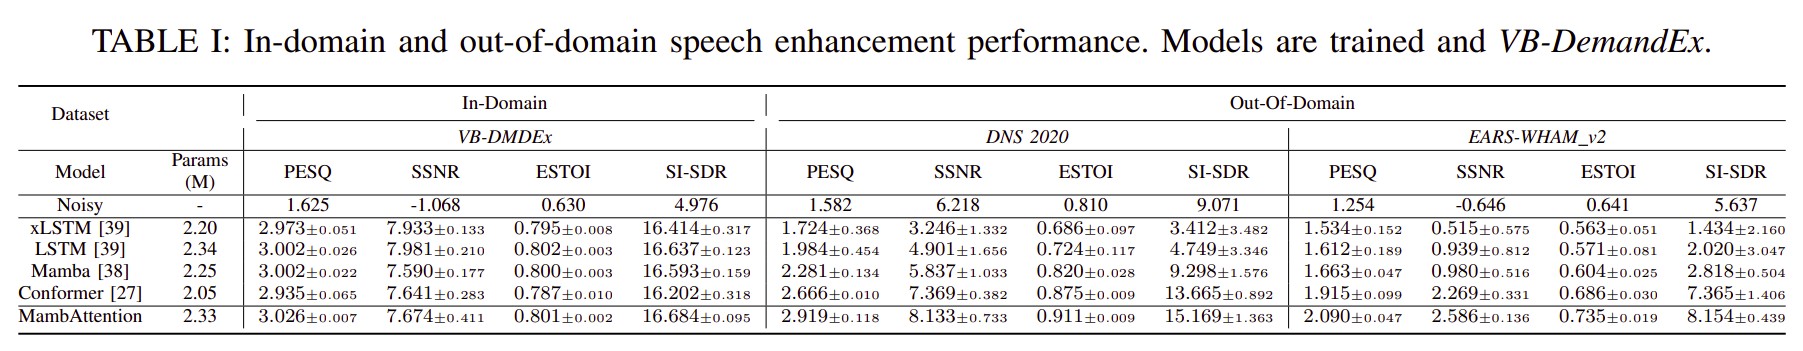 TABLE I: In-domain and out-of-domain speech enhancement performance. Models are trained and VB-DemandEx.
Dataset In-Domain Out-Of-Domain
VB-DMDEx DNS 2020 EARS-WHAM_v2
Model Params (M) PESQ SSNR ESTOI SI-SDR PESQ SSNR ESTOI SI-SDR PESQ SSNR ESTOI SI-SDR
Noisy - 1.625 -1.068 0.630 4.976 1.582 6.218 0.810 9.071 1.254 -0.646 0.641 5.637
xLSTM [39] 2.20 2.973±0.051 7.933±0.133 0.795±0.008 16.414±0.317 1.724±0.368 3.246±1.332 0.686±0.097 3.412±3.482 1.534±0.152 0.515±0.575 0.563±0.051 1.434±2.160
LSTM [39] 2.34 3.002±0.026 7.981±0.210 0.802±0.003 16.637±0.123 1.984±0.454 4.901±1.656 0.724±0.117 4.749±3.346 1.612±0.189 0.939±0.812 0.571±0.081 2.020±3.047
Mamba [38] 2.25 3.002±0.022 7.590±0.177 0.800±0.003 16.593±0.159 2.281±0.134 5.837±1.033 0.820±0.028 9.298±1.576 1.663±0.047 0.980±0.516 0.604±0.025 2.818±0.504
Conformer [27] 2.05 2.935±0.065 7.641±0.283 0.787±0.010 16.202±0.318 2.666±0.010 7.369±0.382 0.875±0.009 13.665±0.892 1.915±0.099 2.269±0.331 0.686±0.030 7.365±1.406
MambAttention 2.33 3.026±0.007 7.674±0.411 0.801±0.002 16.684±0.095 2.919±0.118 8.133±0.733 0.911±0.009 15.169±1.363 2.090±0.047 2.586±0.136 0.735±0.019 8.154±0.439